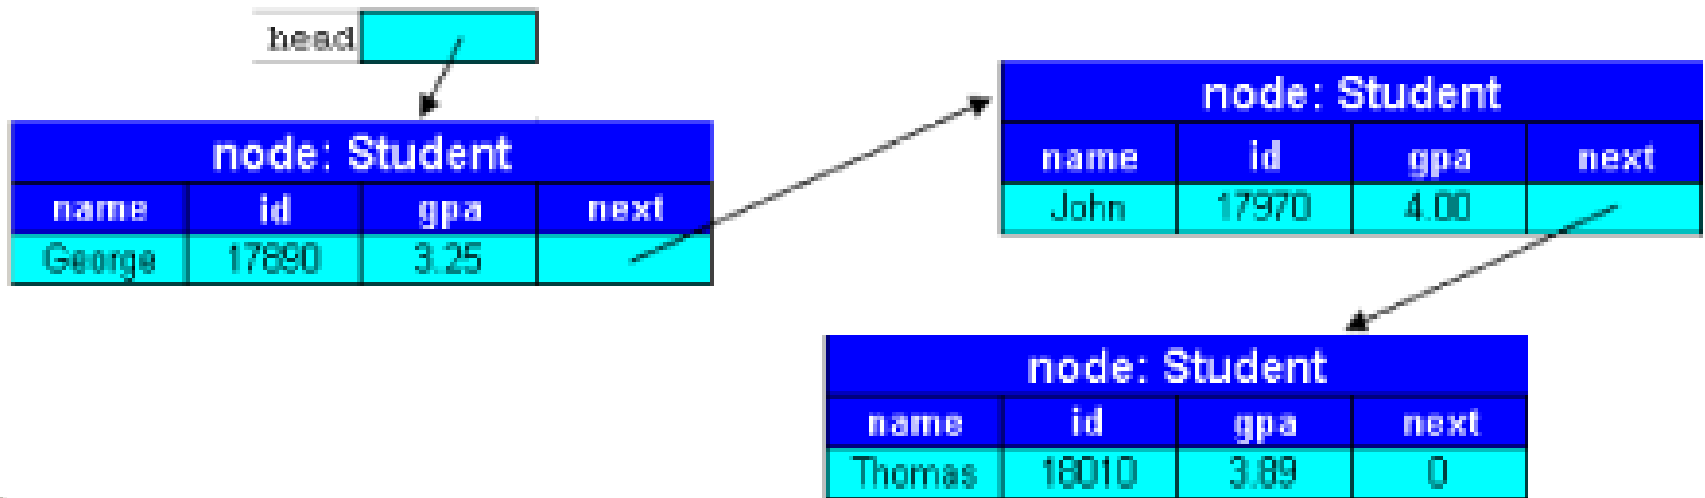 head
node: Student
name id gpa next
George 17890 3.25
node: Student
name id gpa next
John 17970 4.00
node: Student
name id gpa next
Thomas 18010 3.89 0